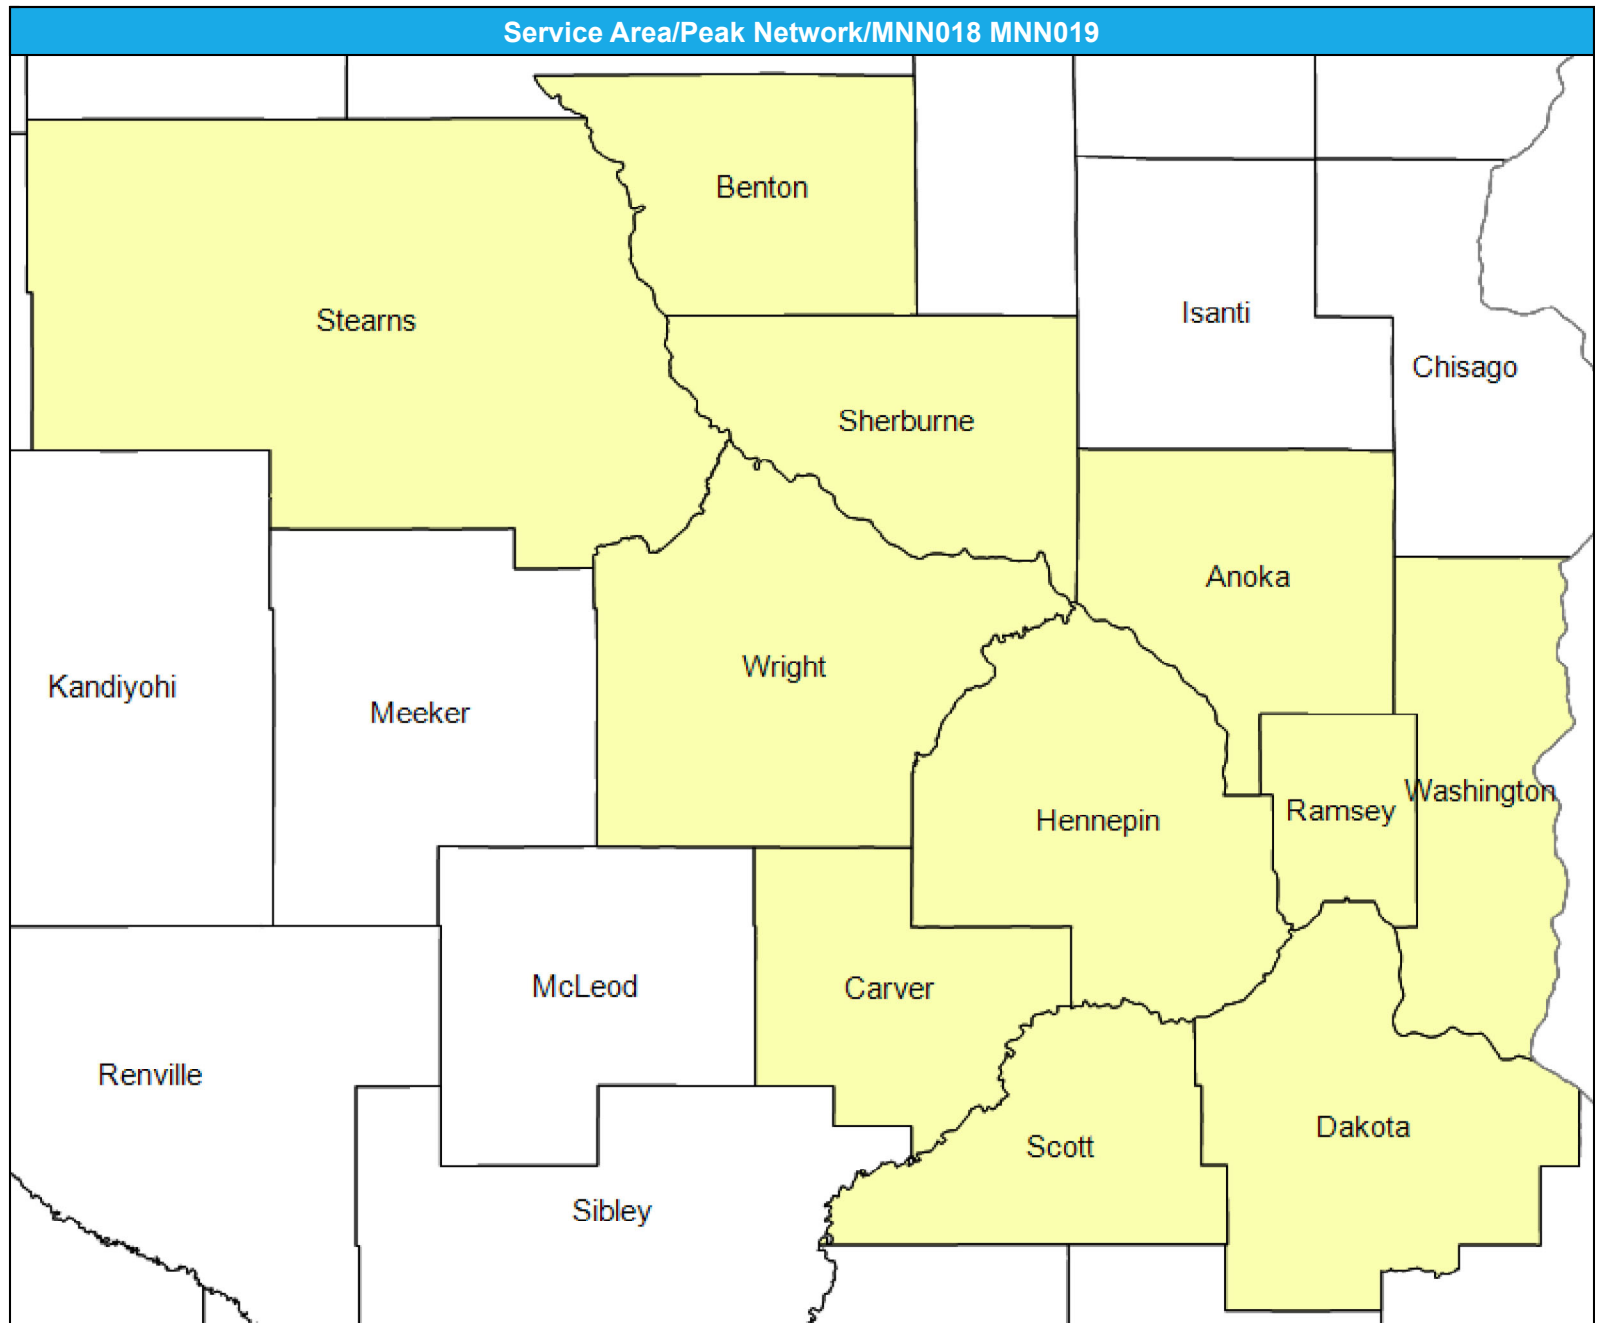 Service Area/Peak Network/MNN018 MNN019
Benton
Stearns
Isanti
Chisago
Sherburne
Anoka
Wright
Kandiyohi
Meeker
Washington
Ramsey
Hennepin
McLeod
Carver
Renville
Dakota
Scott
Sibley